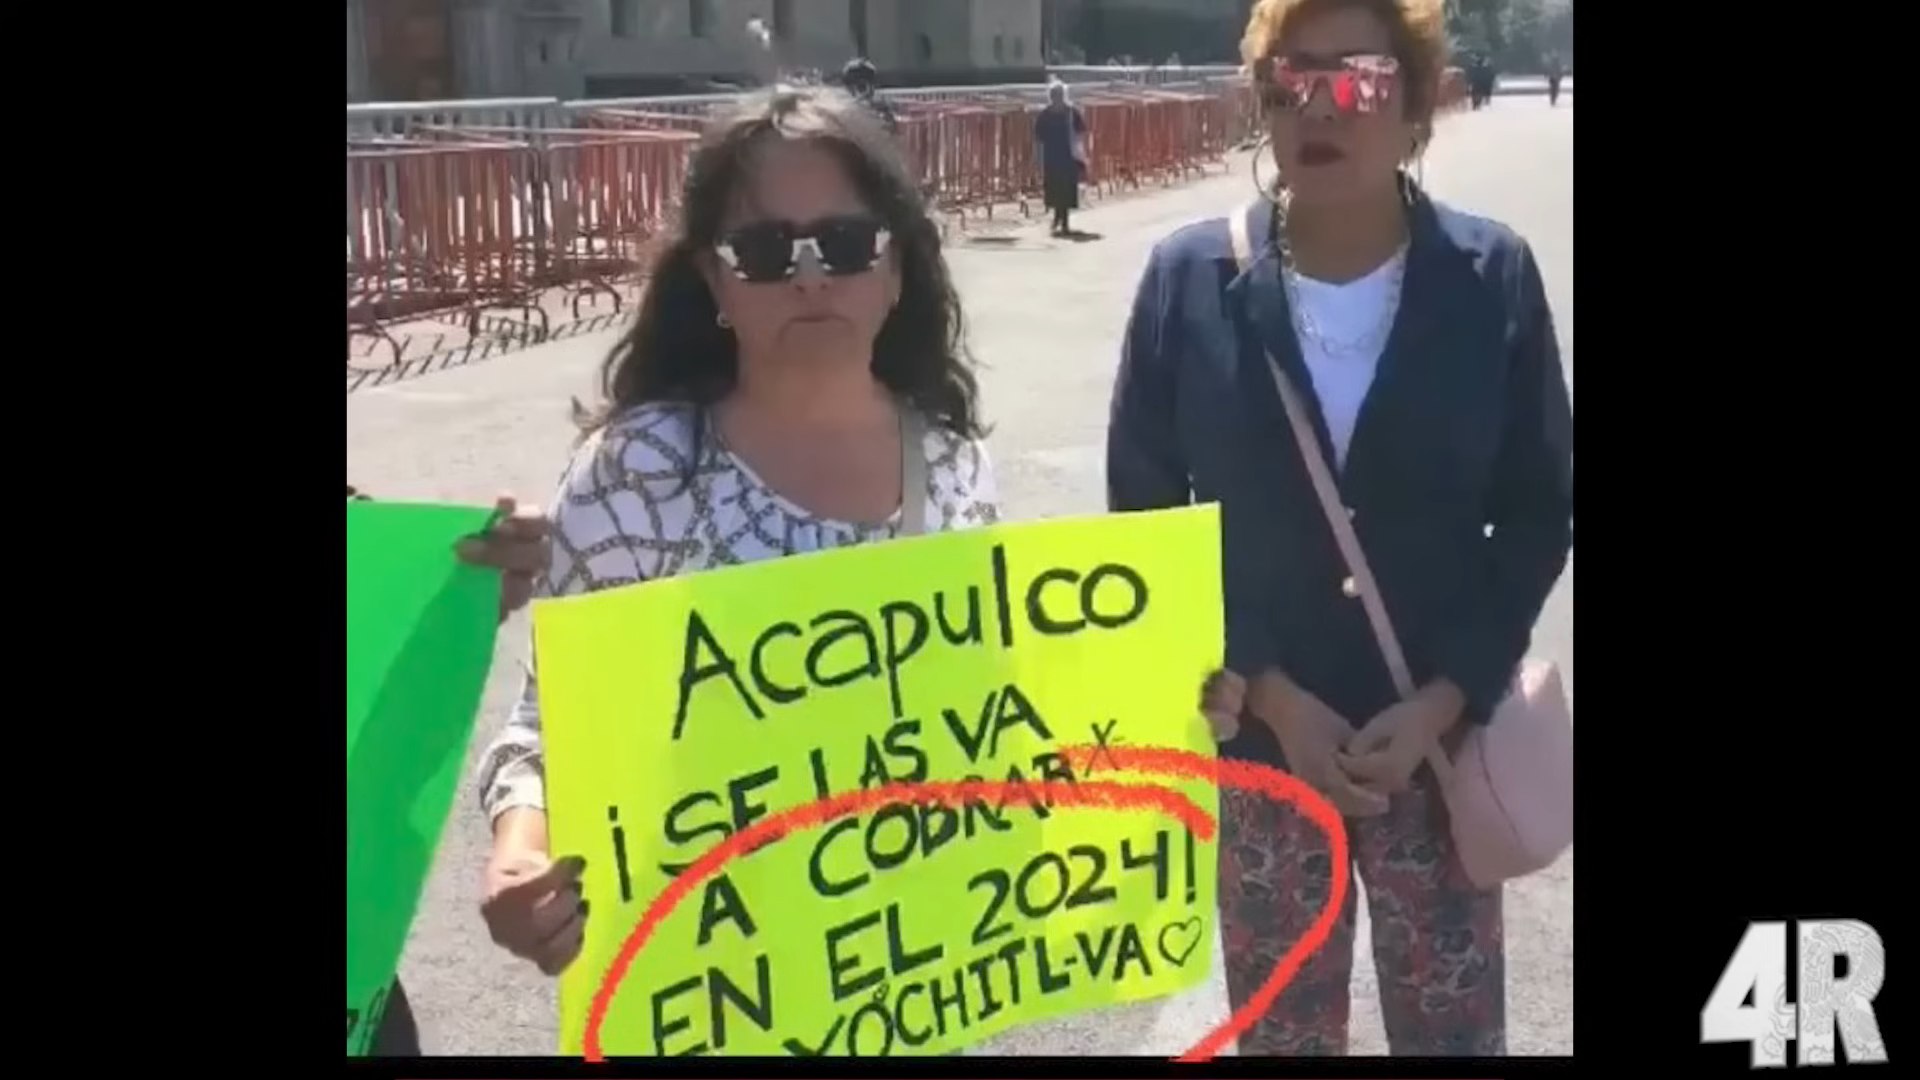 Acapulco
¡SE LAS VA
A COBRAR X
EN EL 2024!
XÓCHITL-VA♡
4R